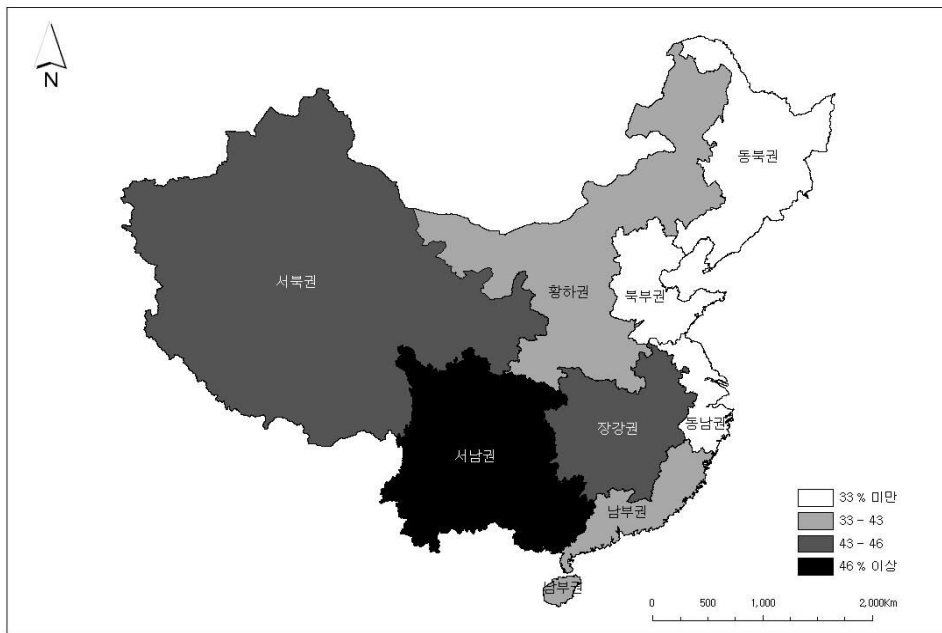 N
동북권
서북권
황하권
북부권
동남권
장강권
서남권
남부권
남부권
33 % 미만
33 – 43
43 – 46
46 % 이상
0 500 1,000 2,000Km